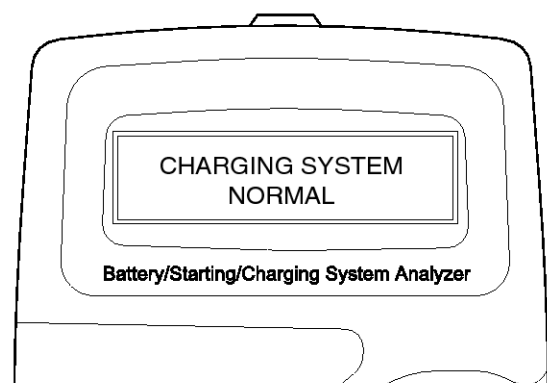 CHARGING SYSTEM
NORMAL
Battery/Starting/Charging System Analyzer